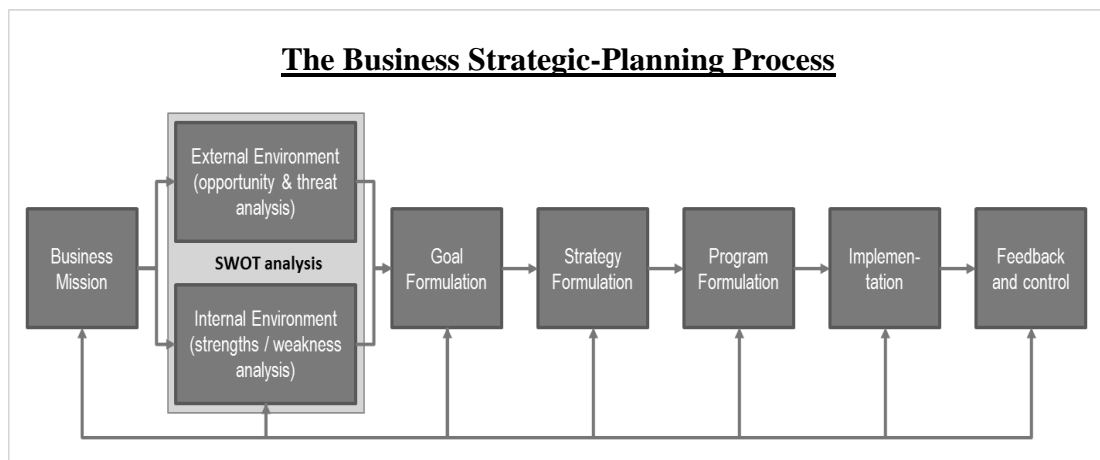 The Business Strategic-Planning Process
External Environment
(opportunity & threat
analysis)
SWOT analysis
Internal Environment
(strengths / weakness
analysis)
Business
Mission
Goal
Formulation
Strategy
Formulation
Program
Formulation
Implemen-
tation
Feedback
and control